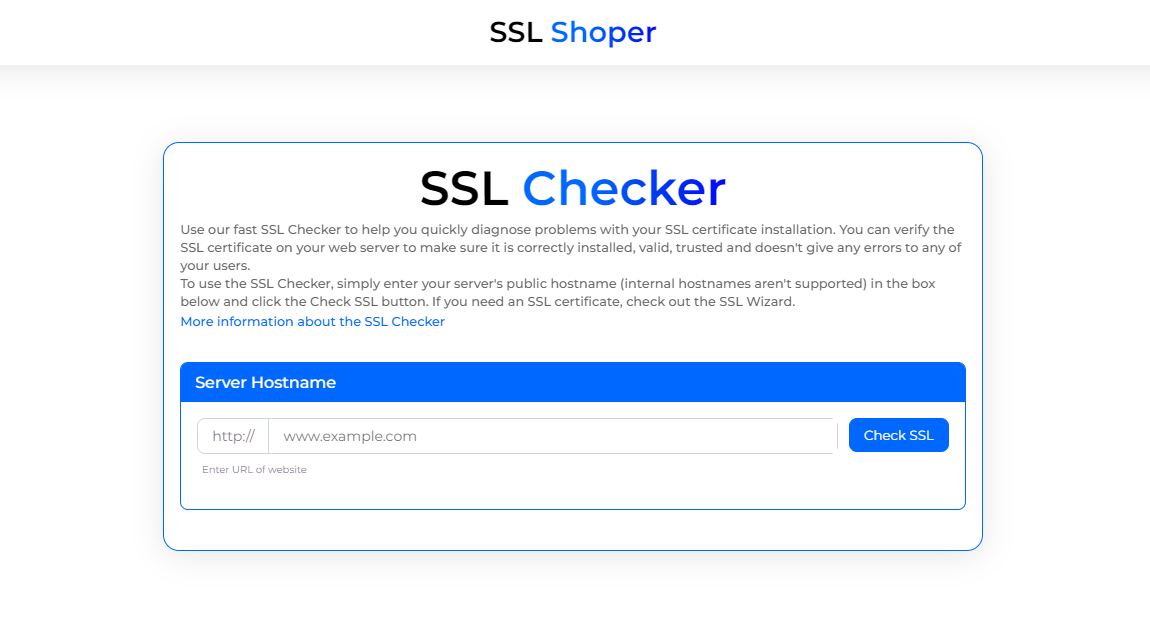 SSL Shoper
SSL Checker
Use our fast SSL Checker to help you quickly diagnose problems with your SSL certificate installation. You can verify the
SSL certificate on your web server to make sure it is correctly installed, valid, trusted and doesn't give any errors to any of
your users.
To use the SSL Checker, simply enter your server's public hostname (internal hostnames aren't supported) in the box
below and click the Check SSL button. If you need an SSL certificate, check out the SSL Wizard.
More information about the SSL Checker
Server Hostname
http:// www.example.com Check SSL
Enter URL of website